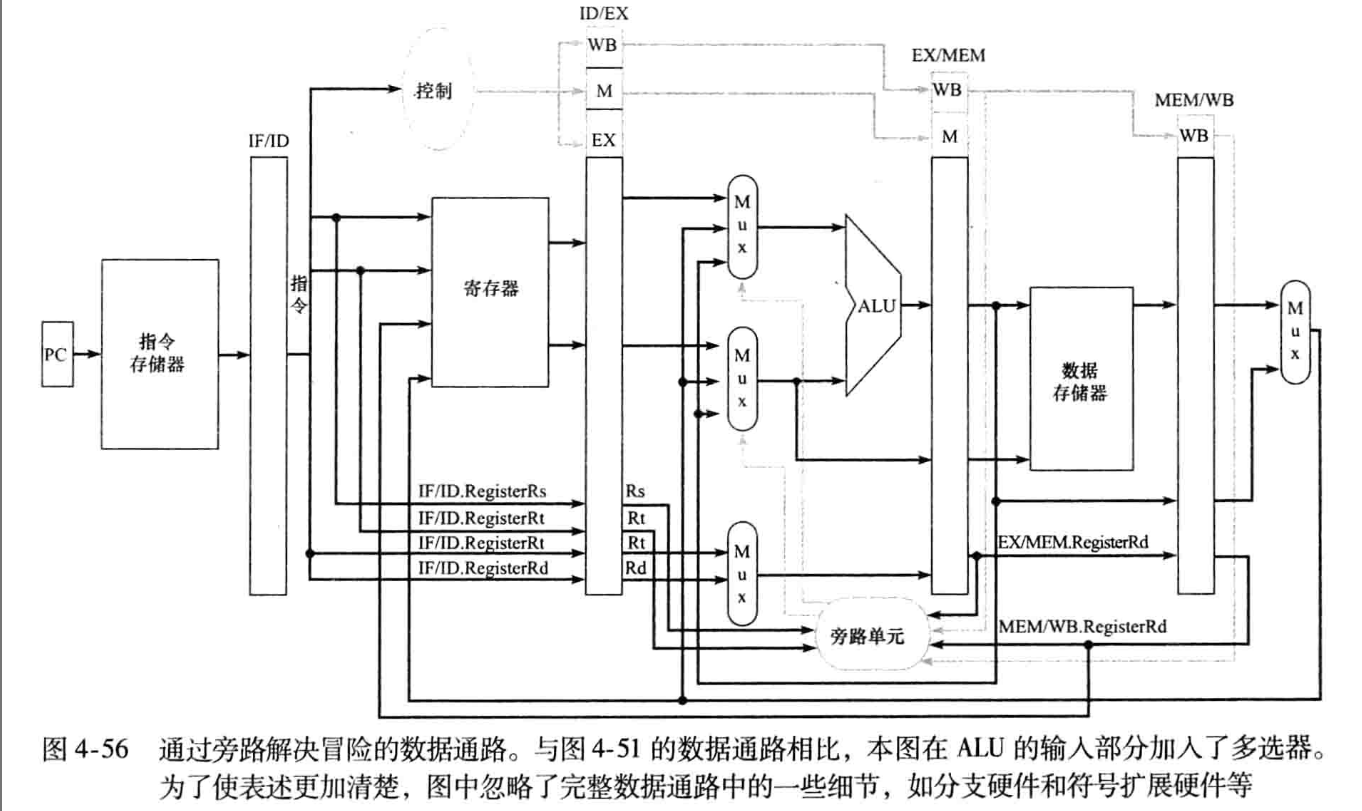 ID/EX
WB
EX/MEM
控制
M
WB
MEM/WB
IF/ID
EX
M
WB
M
u
x
指
令
寄存器
M
u
x
ALU
PC
指令
存储器
M
u
x
数据
存储器
IF/ID.RegisterRs
Rs
IF/ID.RegisterRt
Rt
IF/ID.RegisterRt
Rt
IF/ID.RegisterRd
Rd
M
u
x
EX/MEM.RegisterRd
旁路单元
MEM/WB.RegisterRd
图 4-56 通过旁路解决冒险的数据通路。与图 4-51 的数据通路相比，本图在 ALU 的输入部分加入了多选器。
为了使表述更加清楚，图中忽略了完整数据通路中的一些细节，如分支硬件和符号扩展硬件等
M
u
x